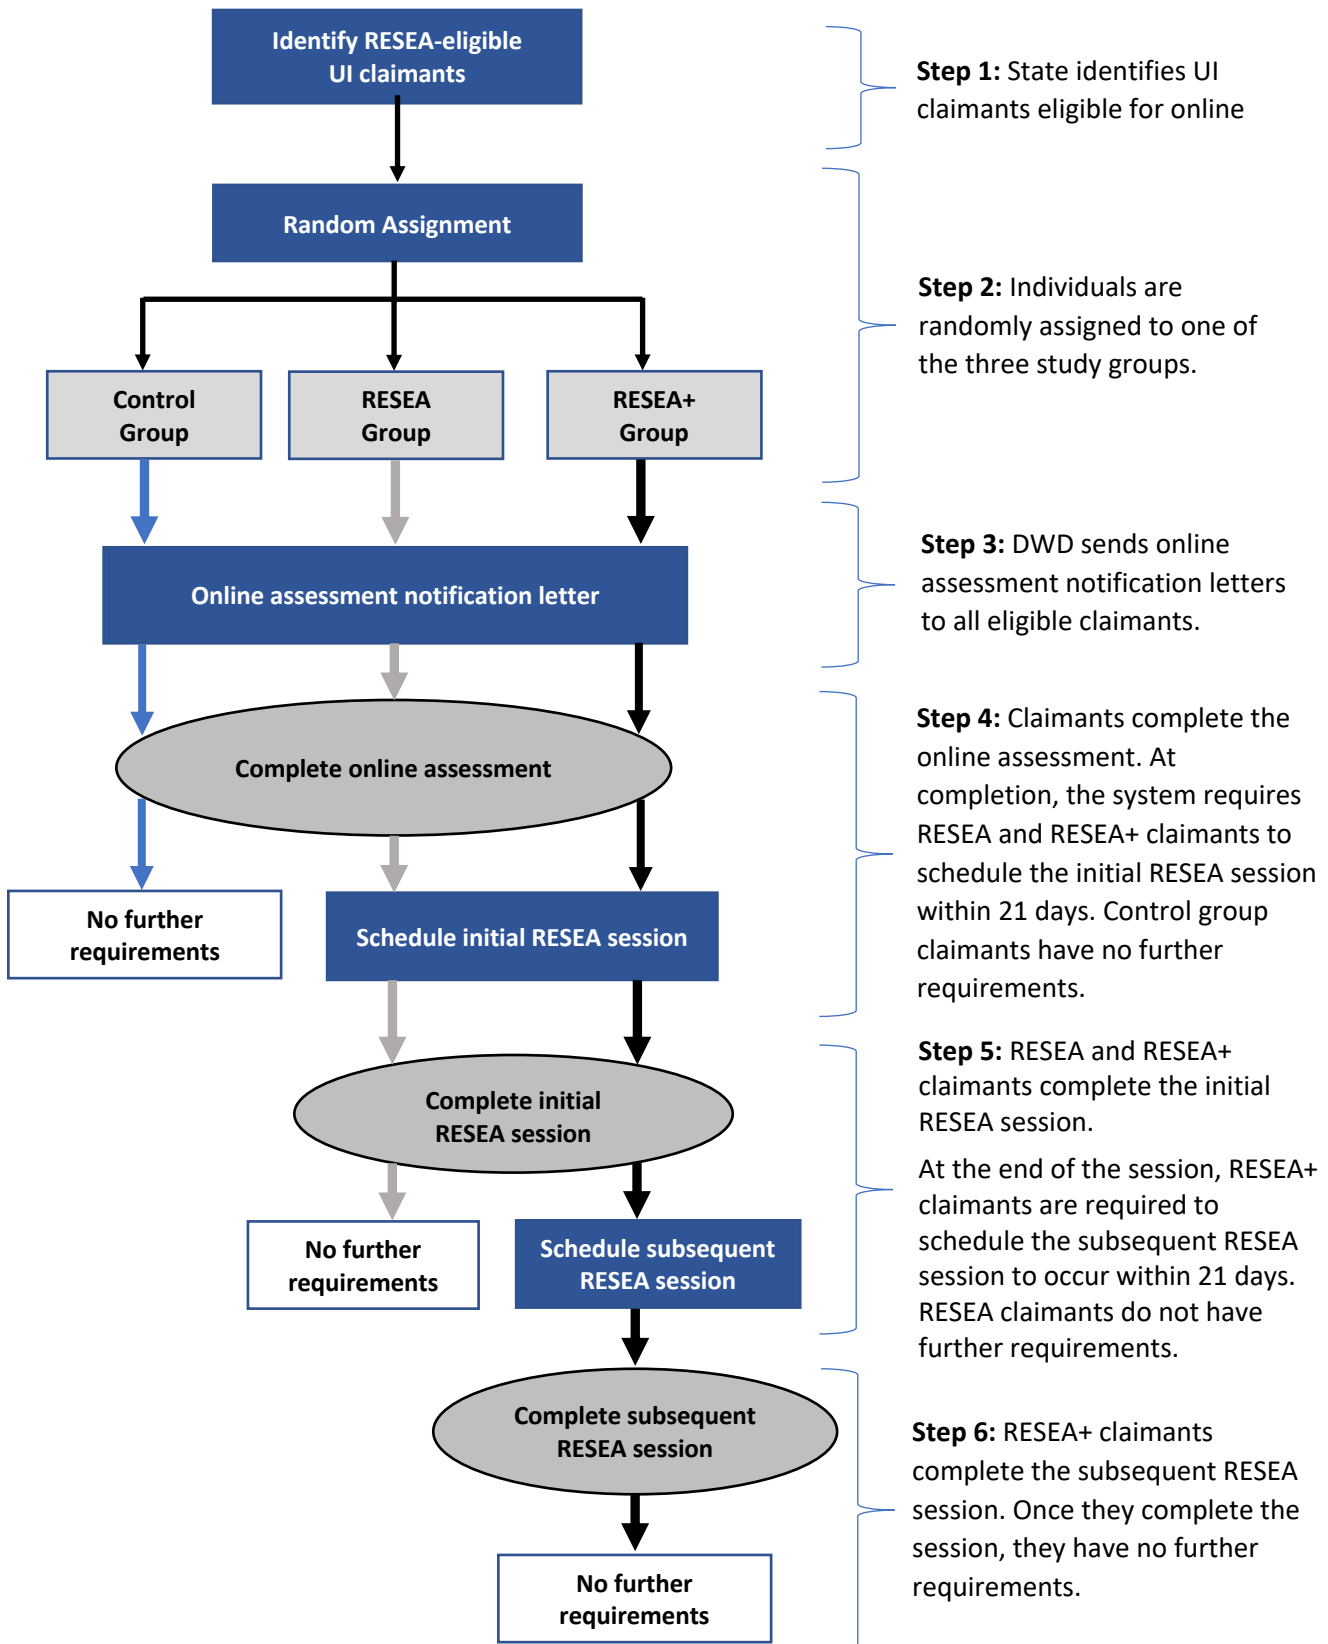 Identify RESEA-eligible
UI claimants
Step 1: State identifies UI
claimants eligible for online
Random Assignment
Step 2: Individuals are
randomly assigned to one of
the three study groups.
Control
Group
RESEA
Group
RESEA+
Group
Online assessment notification letter
Step 3: DWD sends online
assessment notification letters
to all eligible claimants.
Complete online assessment
Step 4: Claimants complete the
online assessment. At
completion, the system requires
RESEA and RESEA+ claimants to
schedule the initial RESEA session
within 21 days. Control group
claimants have no further
requirements.
No further
requirements
Schedule initial RESEA session
Complete initial
RESEA session
Step 5: RESEA and RESEA+
claimants complete the initial
RESEA session.
At the end of the session, RESEA+
claimants are required to
schedule the subsequent RESEA
session to occur within 21 days.
RESEA claimants do not have
further requirements.
No further
requirements
Schedule subsequent
RESEA session
Complete subsequent
RESEA session
Step 6: RESEA+ claimants
complete the subsequent RESEA
session. Once they complete the
session, they have no further
requirements.
No further
requirements